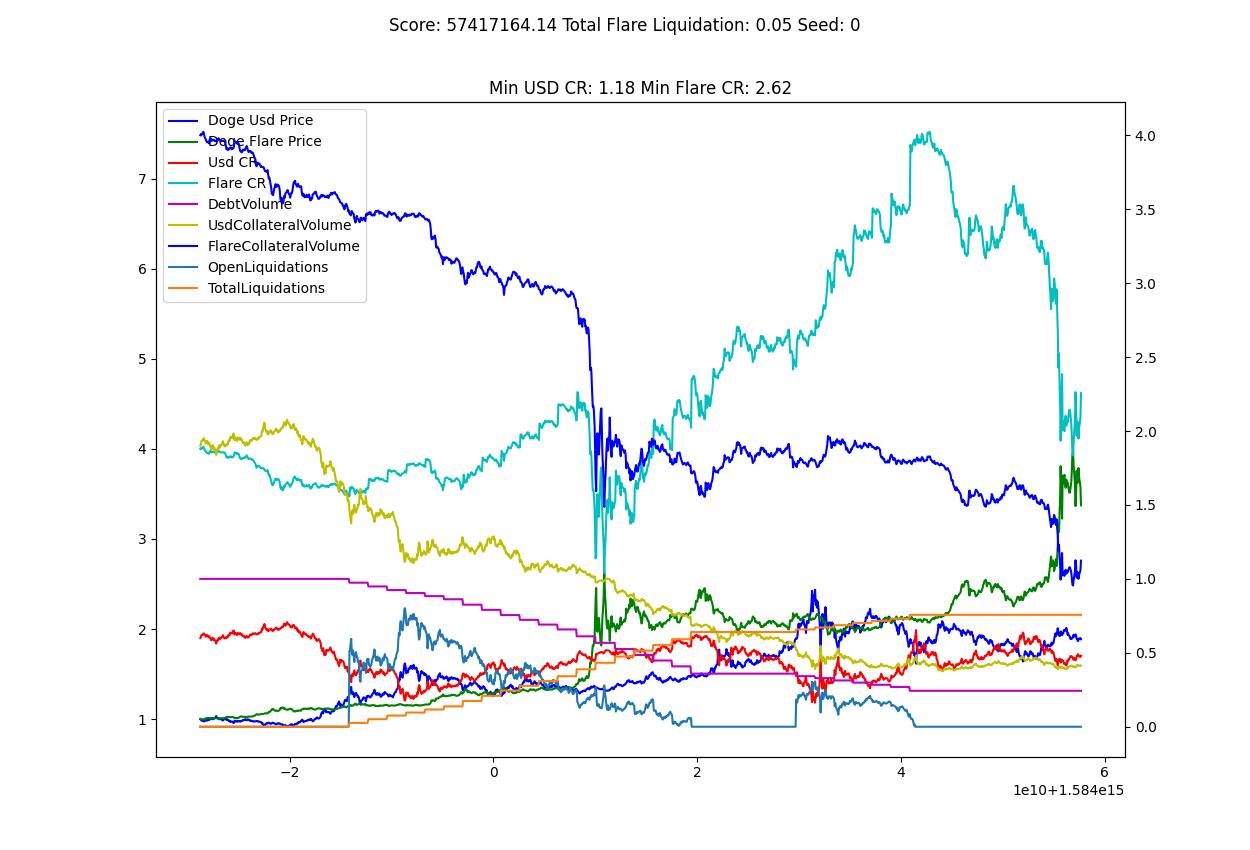 Score: 57417164.14 Total Flare Liquidation: 0.05 Seed: 0
Min USD CR: 1.18 Min Flare CR: 2.62
Doge Usd Price
Doge Flare Price
Usd CR
Flare CR
DebtVolume
UsdCollateralVolume
FlareCollateralVolume
OpenLiquidations
TotalLiquidations
7
6
5
4
3
2
1
4.0
3.5
3.0
2.5
2.0
1.5
1.0
0.5
0.0
−2
0
2
4
6
1e10+1.584e15